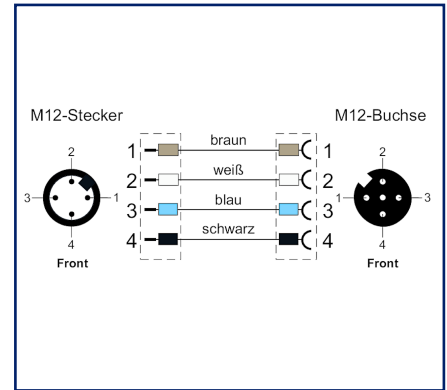 M12-Stecker
M12-Buchse
2
3
1
4
Front
1
braun
1
2
weiß
2
3
blau
3
4
schwarz
4
2
1
3
4
Front